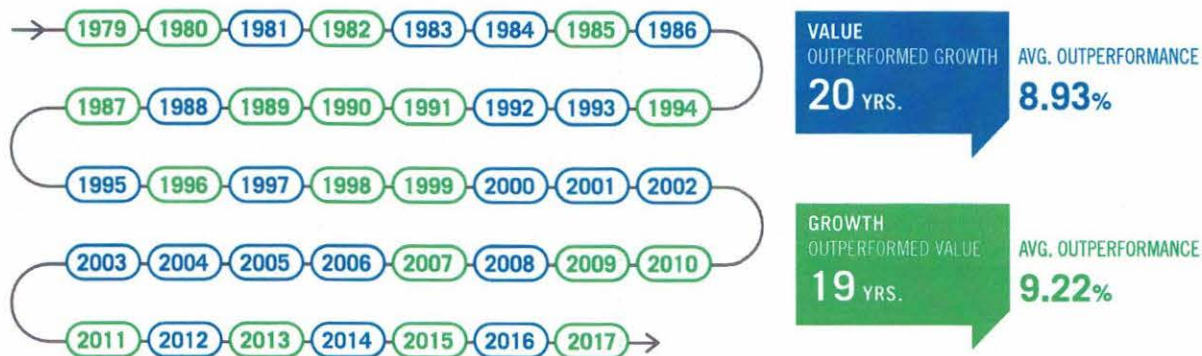 1979 1980 1981 1982 1983 1984 1985 1986
1987 1988 1989 1990 1991 1992 1993 1994
1995 1996 1997 1998 1999 2000 2001 2002
2003 2004 2005 2006 2007 2008 2009 2010
2011 2012 2013 2014 2015 2016 2017
VALUE
OUTPERFORMED GROWTH
20 YRS.
AVG. OUTPERFORMANCE
8.93%
GROWTH
OUTPERFORMED VALUE
19 YRS.
AVG. OUTPERFORMANCE
9.22%